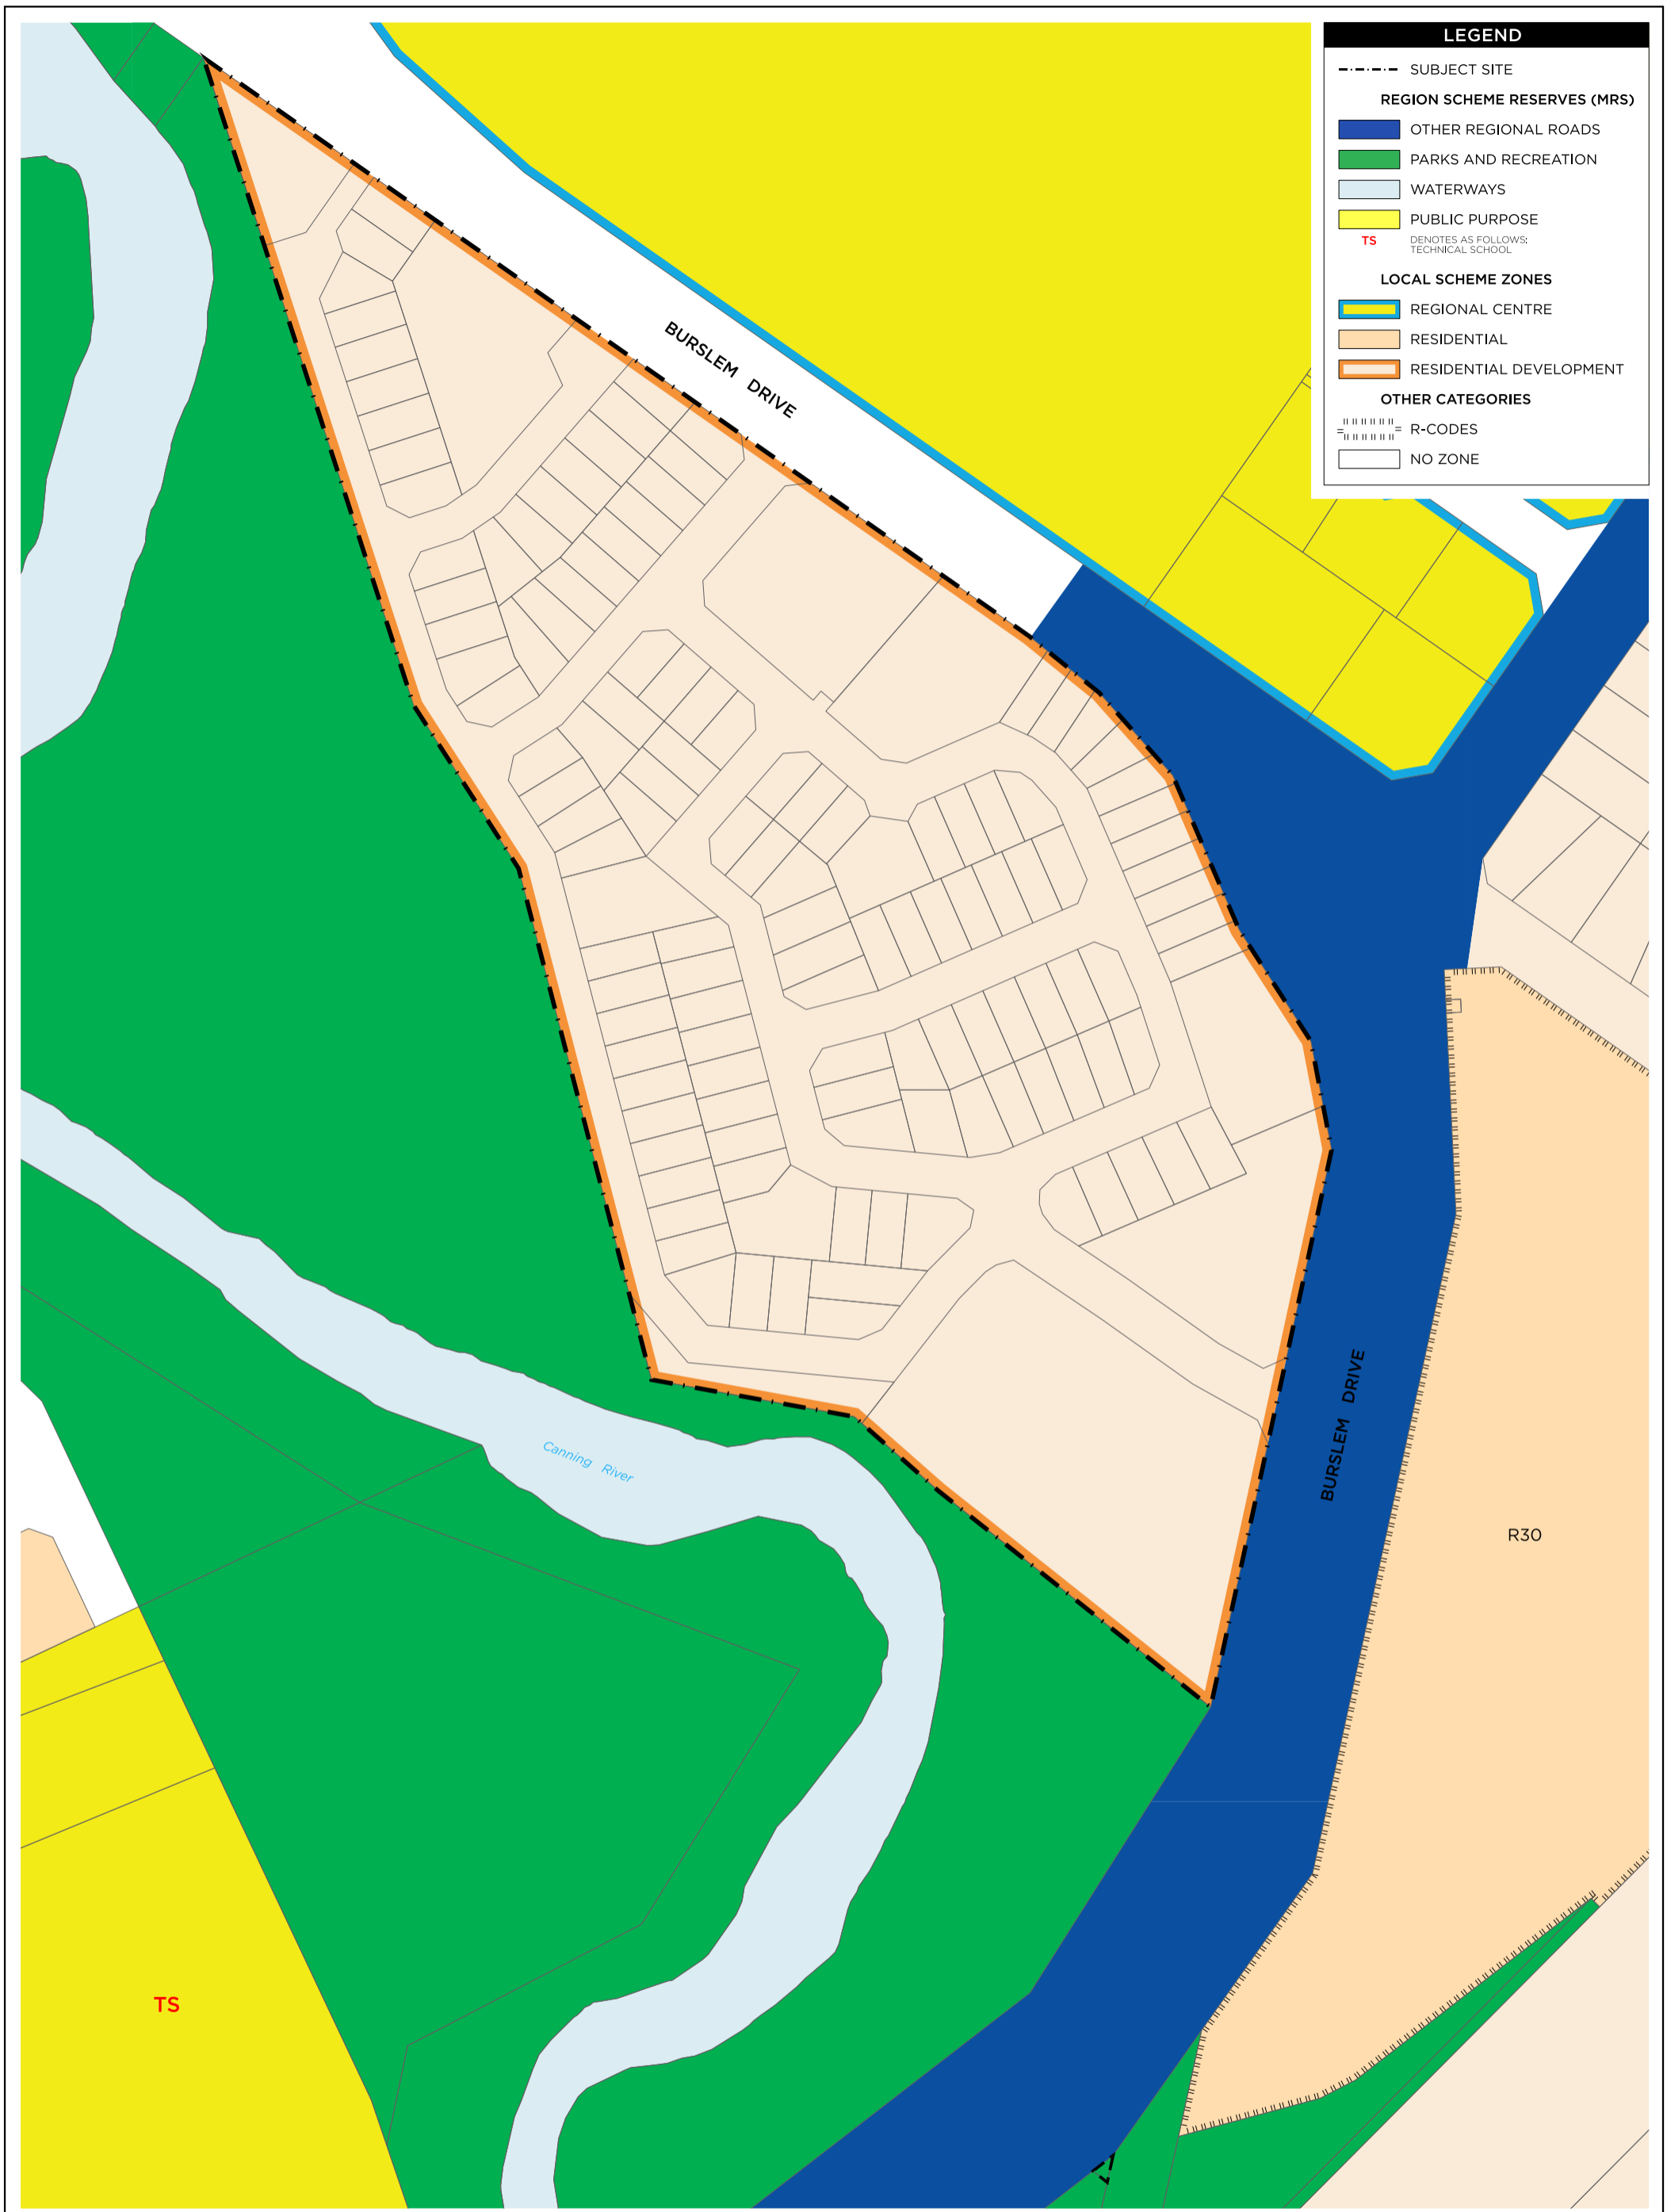 LEGEND
SUBJECT SITE
REGION SCHEME RESERVES (MRS)
OTHER REGIONAL ROADS
PARKS AND RECREATION
WATERWAYS
PUBLIC PURPOSE
TS DENOTES AS FOLLOWS:
TECHNICAL SCHOOL
LOCAL SCHEME ZONES
REGIONAL CENTRE
RESIDENTIAL
RESIDENTIAL DEVELOPMENT
OTHER CATEGORIES
R-CODES
NO ZONE
BURSLEM DRIVE
BURSLEM DRIVE
Canning River
R30
TS